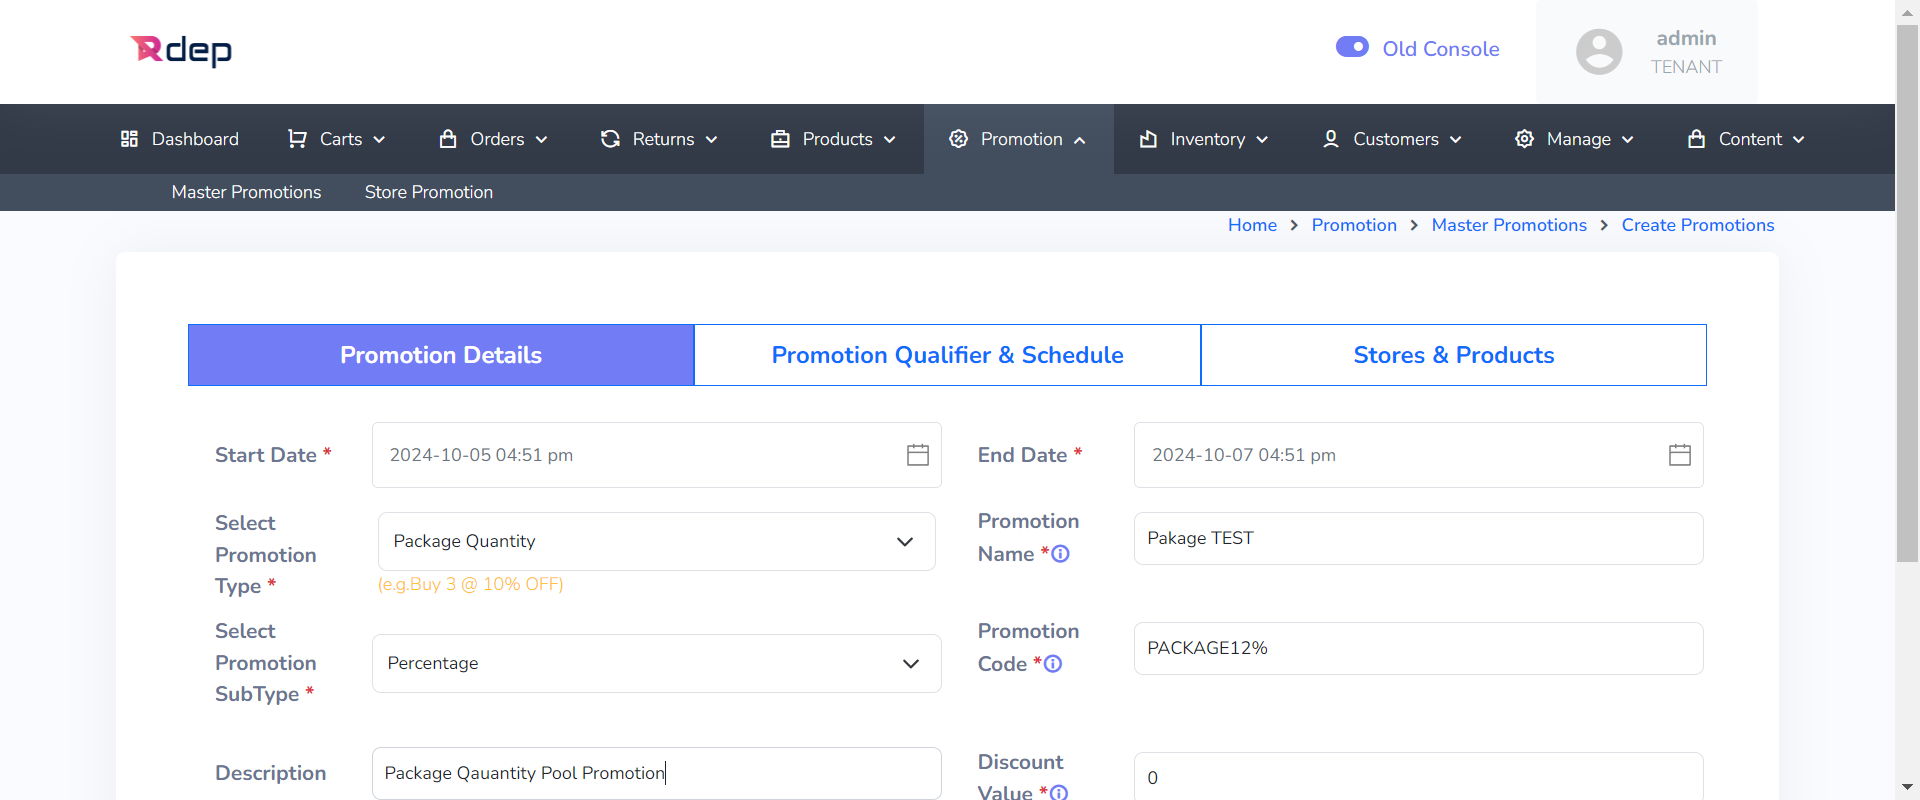 Rdep
Old Console
admin
TENANT
Dashboard Carts Orders Returns Products Promotion Inventory Customers Manage Content
Master Promotions Store Promotion
Home > Promotion > Master Promotions > Create Promotions
Promotion Details Promotion Qualifier & Schedule Stores & Products
Start Date * 2024-10-05 04:51 pm End Date * 2024-10-07 04:51 pm
Select Promotion Type * Package Quantity
(e.g.Buy 3 @ 10% OFF)
Promotion Name * Pakage TEST
Select Promotion SubType * Percentage
Promotion Code * PACKAGE12%
Description Package Qauantity Pool Promotion
Discount Value * 0